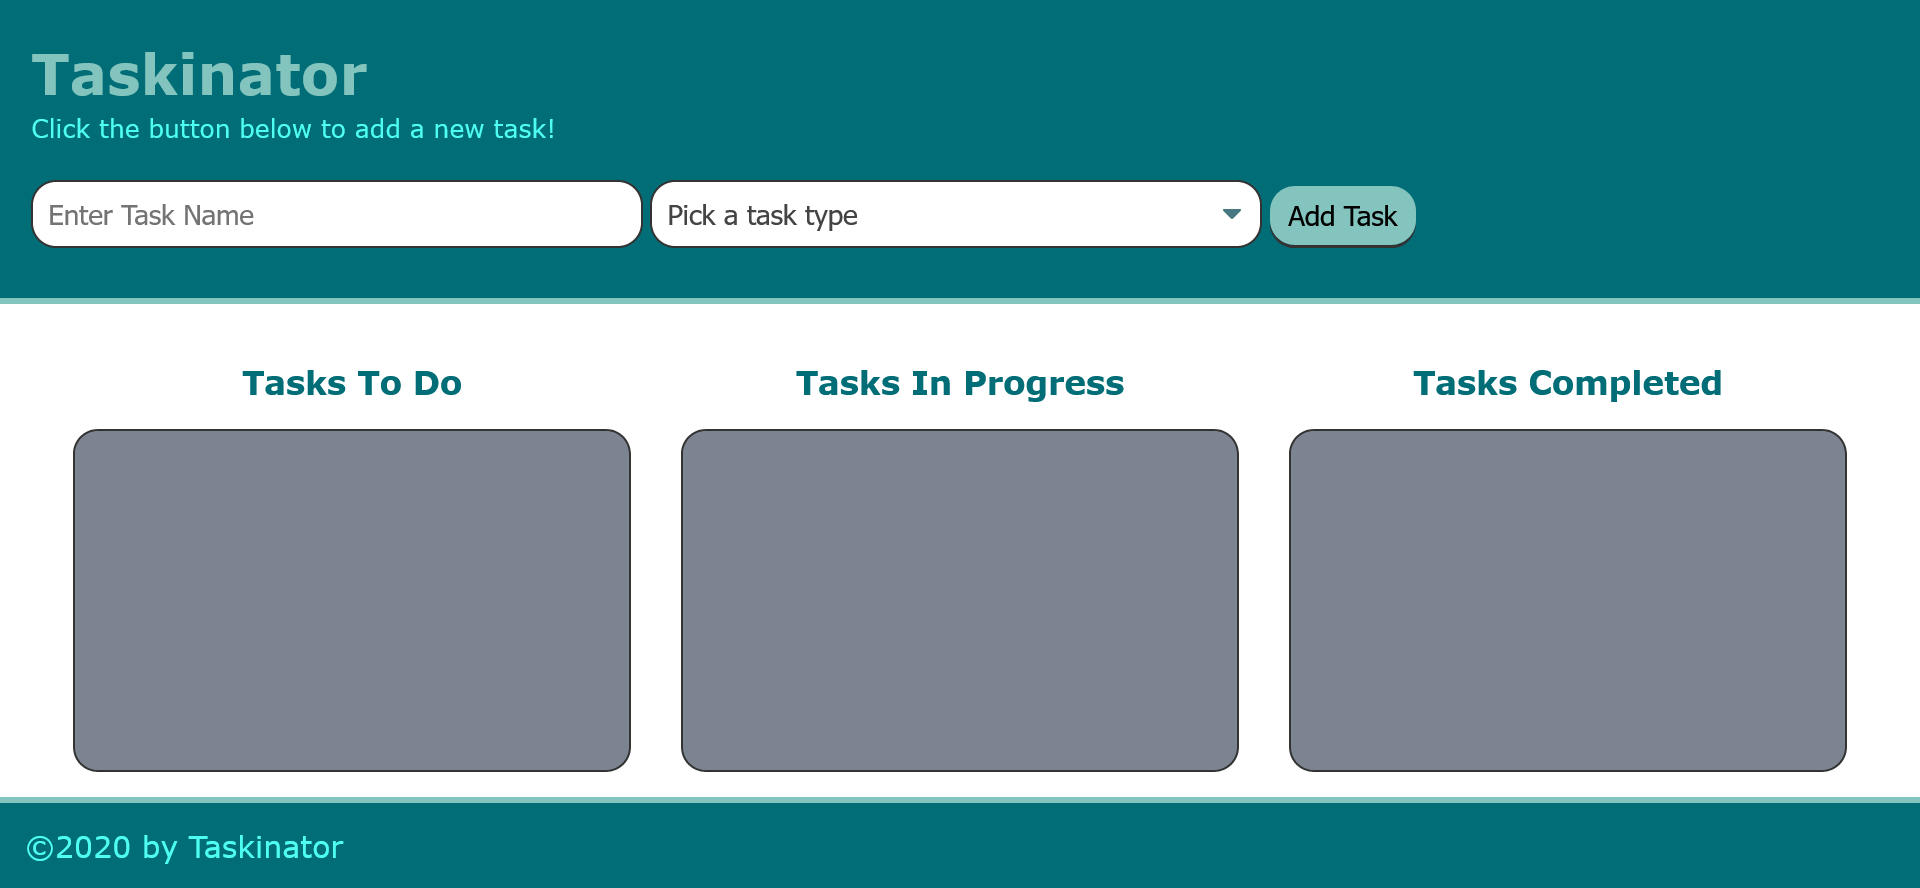 Taskinator
Click the button below to add a new task!
Enter Task Name
Pick a task type
Add Task
Tasks To Do
Tasks In Progress
Tasks Completed
©2020 by Taskinator